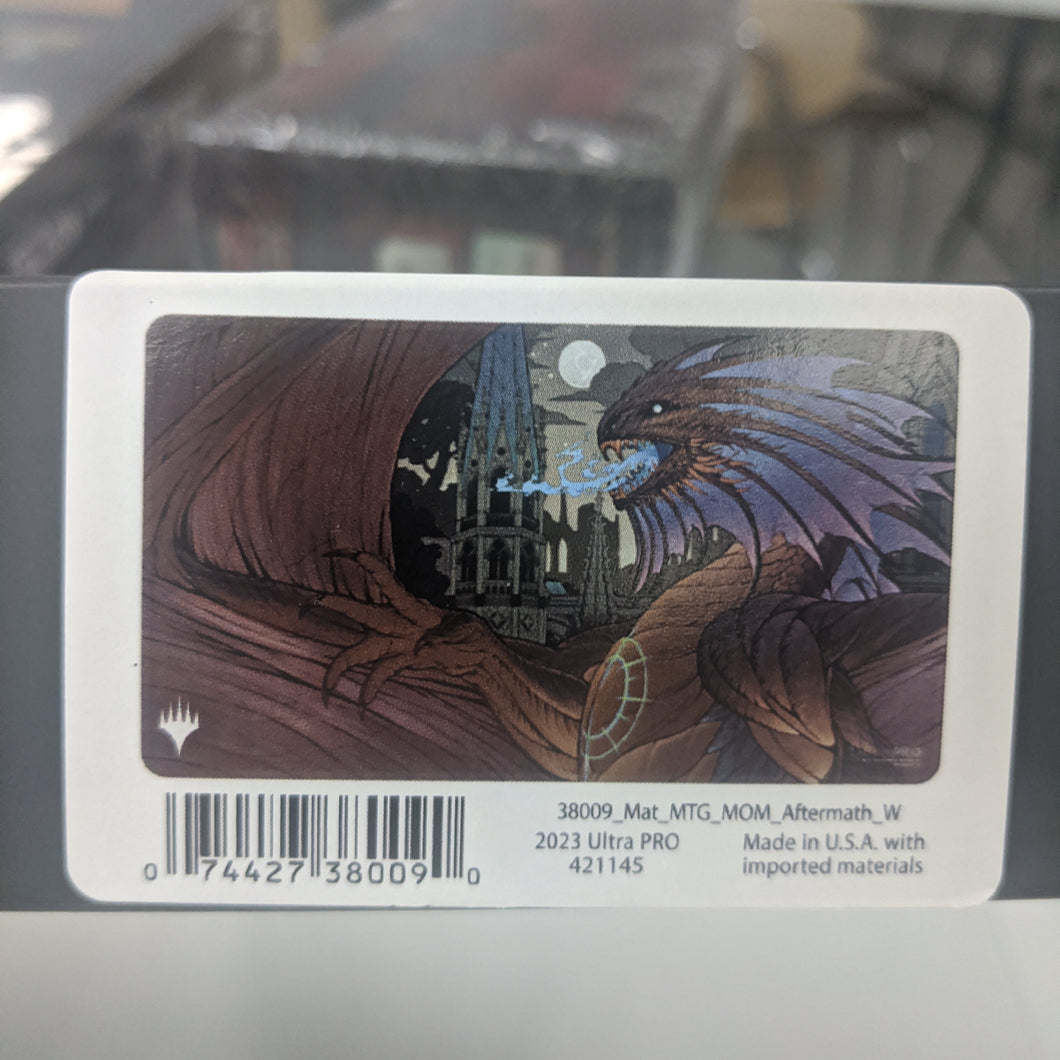 38009_Mat_MTG_MOM_Aftermath_W
2023 Ultra PRO
421145
Made in U.S.A. with
imported materials
0 74427 38009 0